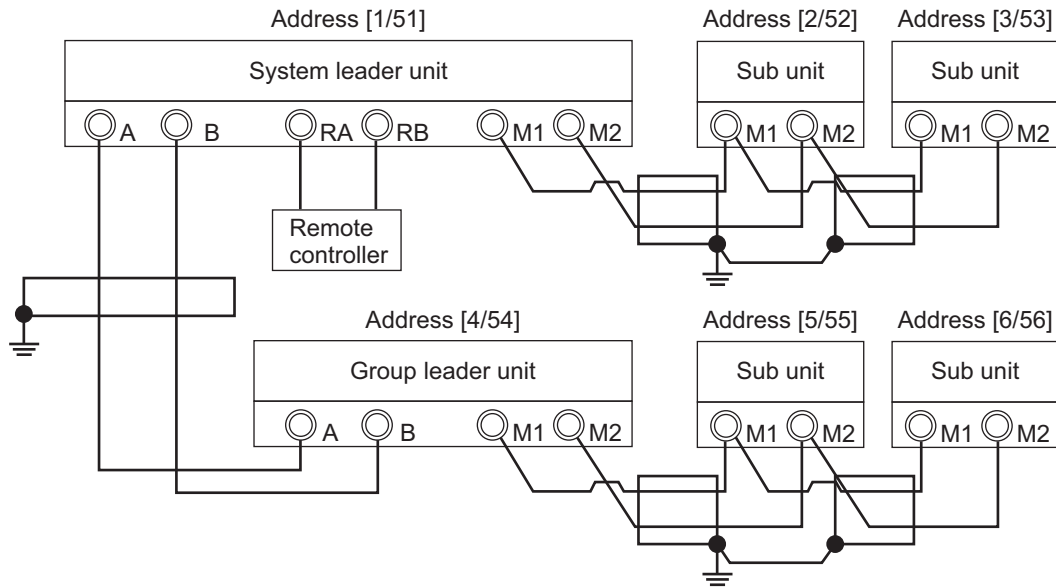 Address [1/51]
Address [2/52]
Address [3/53]
System leader unit
Sub unit
Sub unit
A
B
RA
RB
M1
M2
M1
M2
M1
M2
Remote
controller
Address [4/54]
Address [5/55]
Address [6/56]
Group leader unit
Sub unit
Sub unit
A
B
M1
M2
M1
M2
M1
M2